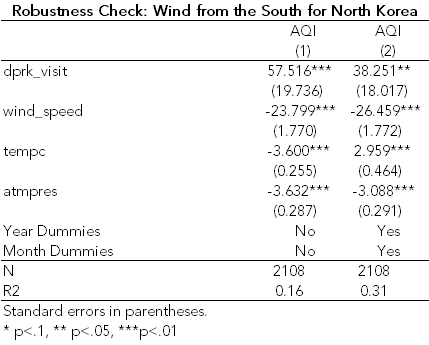 Robustness Check: Wind from the South for North Korea
AQI AQI
(1) (2)
dprk_visit 57.516*** 38.251**
(19.736) (18.017)
wind_speed -23.799*** -26.459***
(1.770) (1.772)
tempc -3.600*** 2.959***
(0.255) (0.464)
atmpres -3.632*** -3.088***
(0.287) (0.291)
Year Dummies No Yes
Month Dummies No Yes
N 2108 2108
R2 0.16 0.31
Standard errors in parentheses.
* p<.1, ** p<.05, ***p<.01